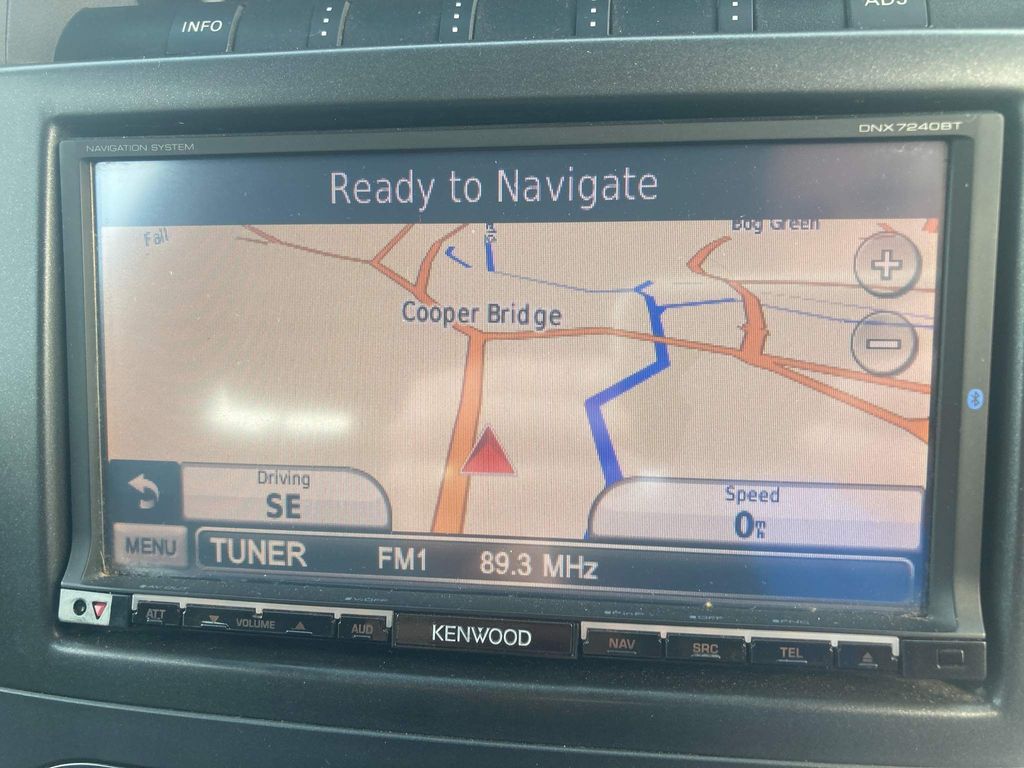 INFO
ADS
NAVIGATION SYSTEM
DNX7240BT
Ready to Navigate
Fall
Bog Green
Cooper Bridge
Driving
SE
Speed
0 m/h
MENU
TUNER FM1 89.3 MHz
ATT
VOLUME
AUD
KENWOOD
NAV
SRC
TEL